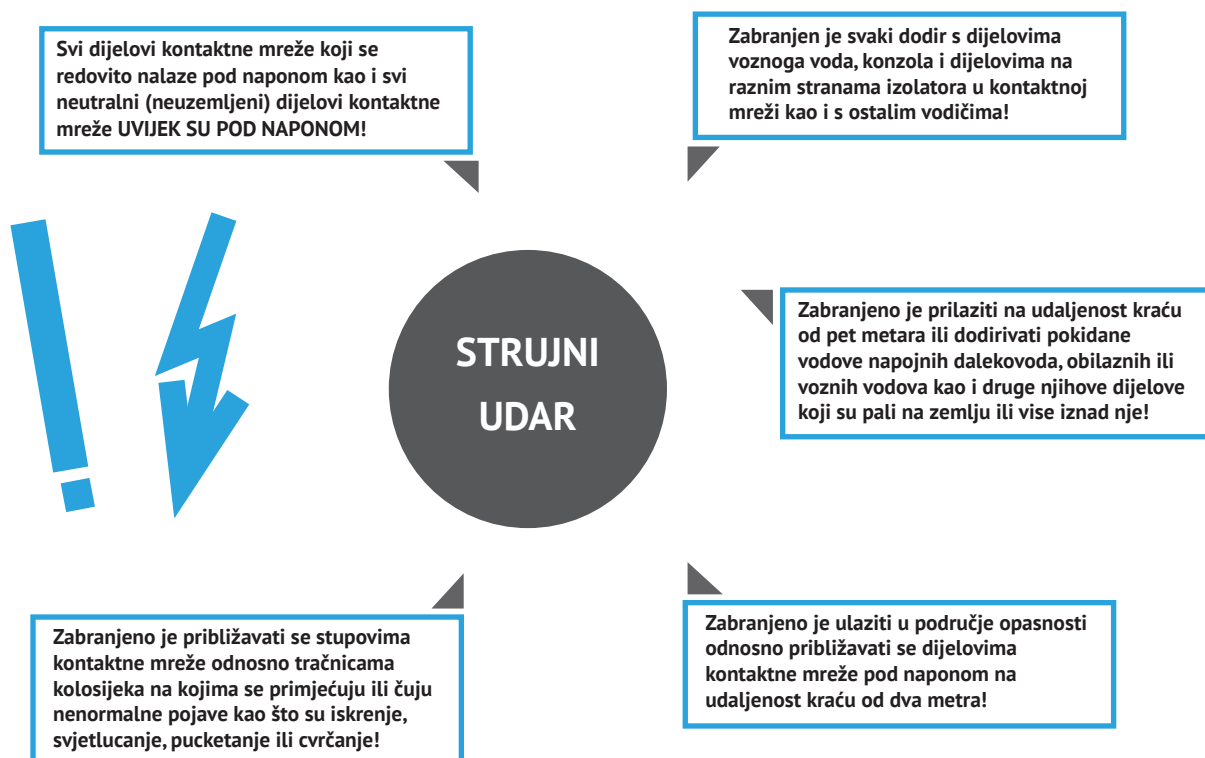 Svi dijelovi kontaktne mreže koji se
redovito nalaze pod naponom kao i svi
neutralni (neuzemljeni) dijelovi kontaktne
mreže UVIJEK SU POD NAPONOM!
Zabranjen je svaki dodir s dijelovima
voznoga voda, konzola i dijelovima na
raznim stranama izolatora u kontaktnoj
mreži kao i s ostalim vodičima!
STRUJNI
UDAR
Zabranjeno je prilaziti na udaljenost kraću
od pet metara ili dodirivati pokidane
vodove napojnih dalekovoda, obilaznih ili
voznih vodova kao i druge njihove dijelove
koji su pali na zemlju ili vise iznad nje!
Zabranjeno je približavati se stupovima
kontaktne mreže odnosno tračnicama
kolosijeka na kojima se primjećuju ili čuju
nenormalne pojave kao što su iskrenje,
svjetlucanje, pucketanje ili cvrčanje!
Zabranjeno je ulaziti u područje opasnosti
odnosno približavati se dijelovima
kontaktne mreže pod naponom na
udaljenost kraću od dva metra!